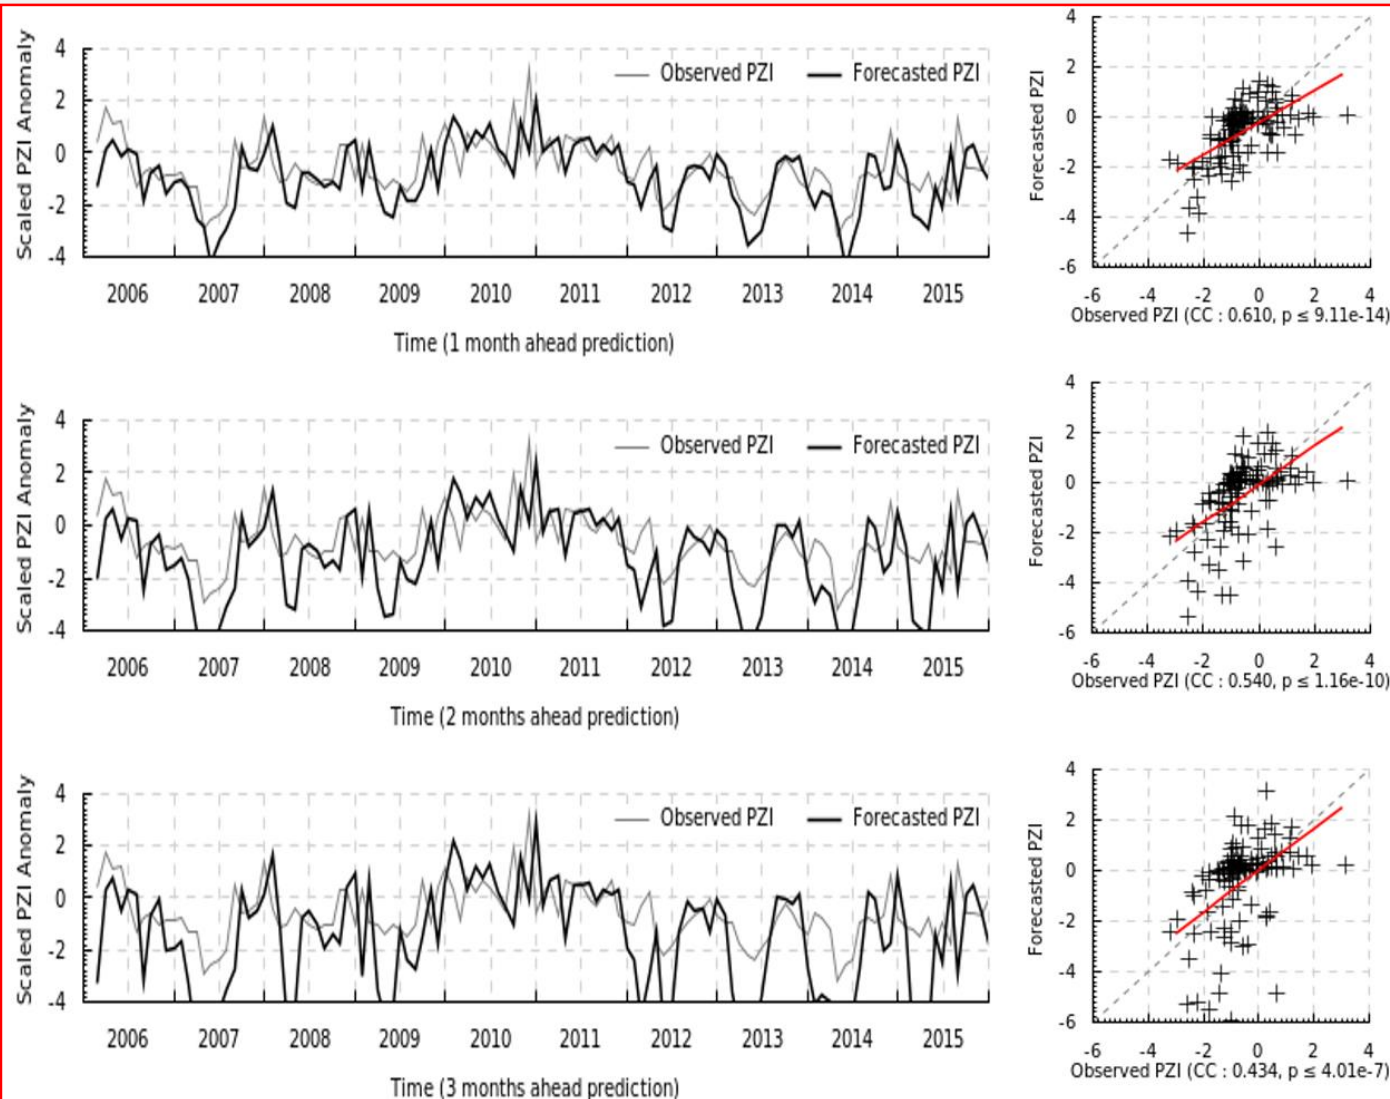 Scaled PZI Anomaly
4
2
0
-2
-4
Observed PZI
Forecasted PZI
2006 2007 2008 2009 2010 2011 2012 2013 2014 2015
Time (1 month ahead prediction)
Forecasted PZI
4
2
0
-2
-4
-6
-6 -4 -2 0 2 4
Observed PZI (CC : 0.610, p ≤ 9.11e-14)
Scaled PZI Anomaly
4
2
0
-2
-4
Observed PZI
Forecasted PZI
2006 2007 2008 2009 2010 2011 2012 2013 2014 2015
Time (2 months ahead prediction)
Forecasted PZI
4
2
0
-2
-4
-6
-6 -4 -2 0 2 4
Observed PZI (CC : 0.540, p ≤ 1.16e-10)
Scaled PZI Anomaly
4
2
0
-2
-4
Observed PZI
Forecasted PZI
2006 2007 2008 2009 2010 2011 2012 2013 2014 2015
Time (3 months ahead prediction)
Forecasted PZI
4
2
0
-2
-4
-6
-6 -4 -2 0 2 4
Observed PZI (CC : 0.434, p ≤ 4.01e-7)